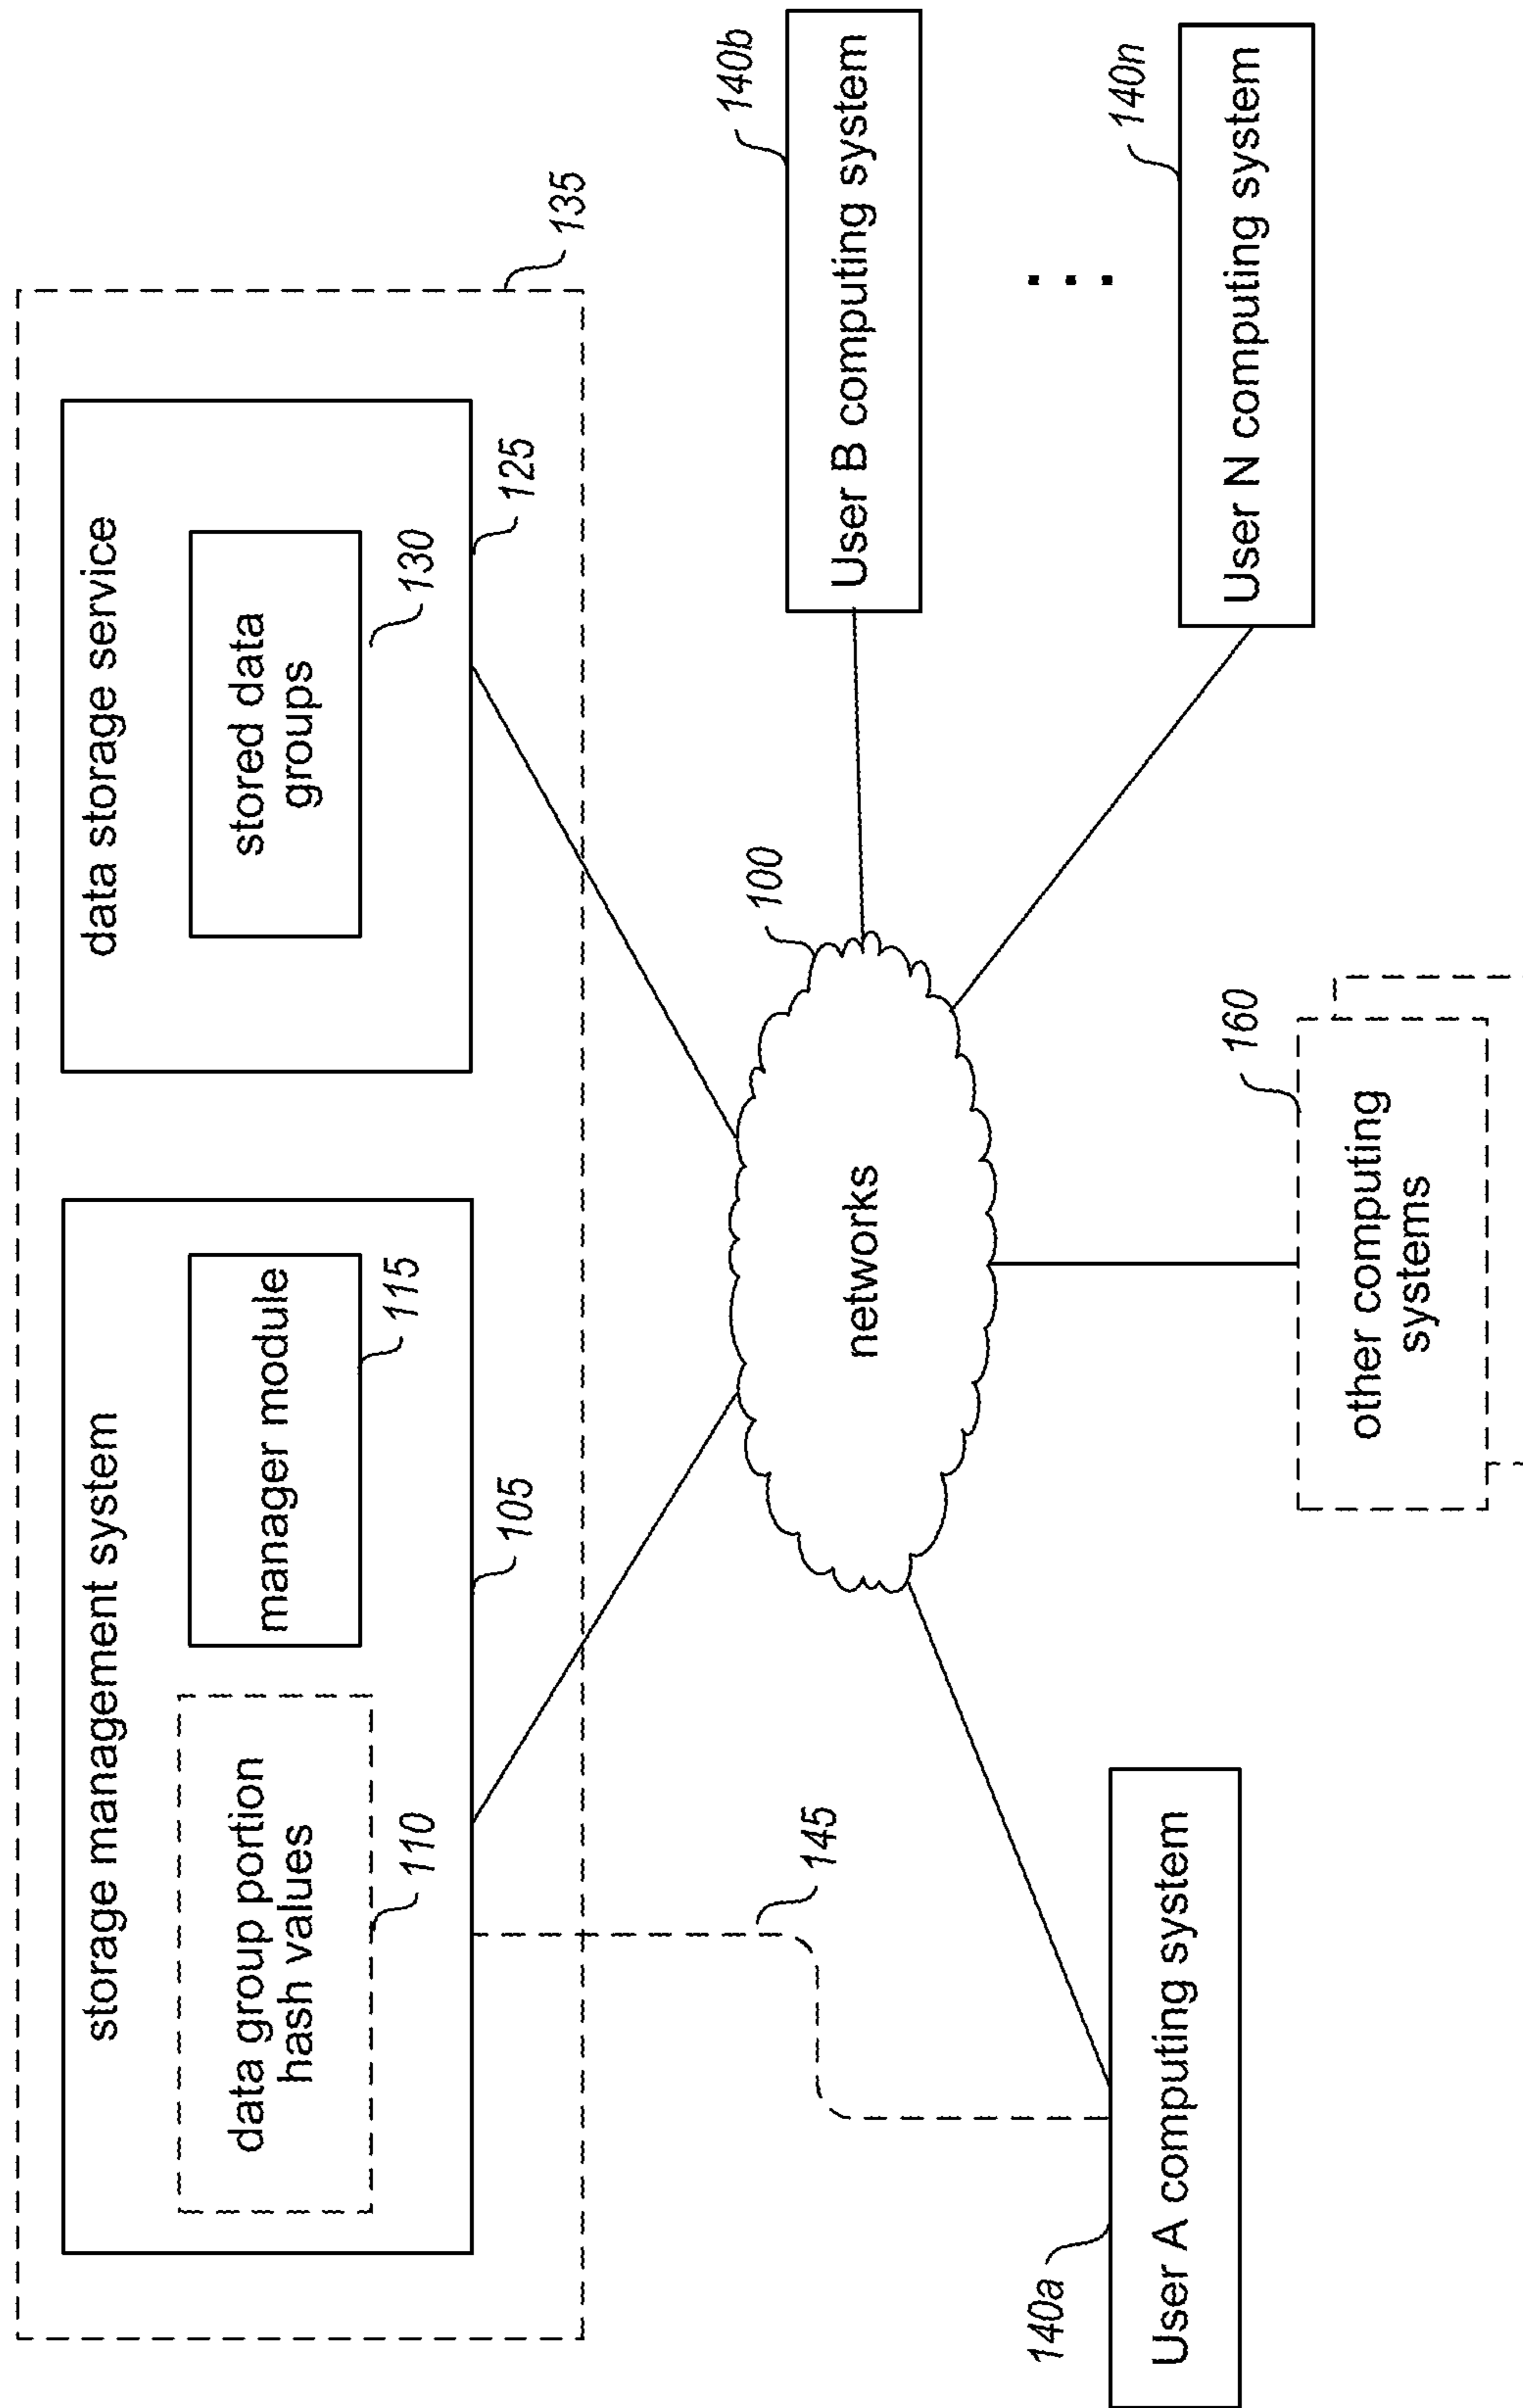 storage management system
data group portion
hash values
110
manager module
115
105
data storage service
stored data
groups
130
125
135
145
networks
100
140a
User A computing system
other computing
systems
160
User B computing system
140b
...
User N computing system
140n